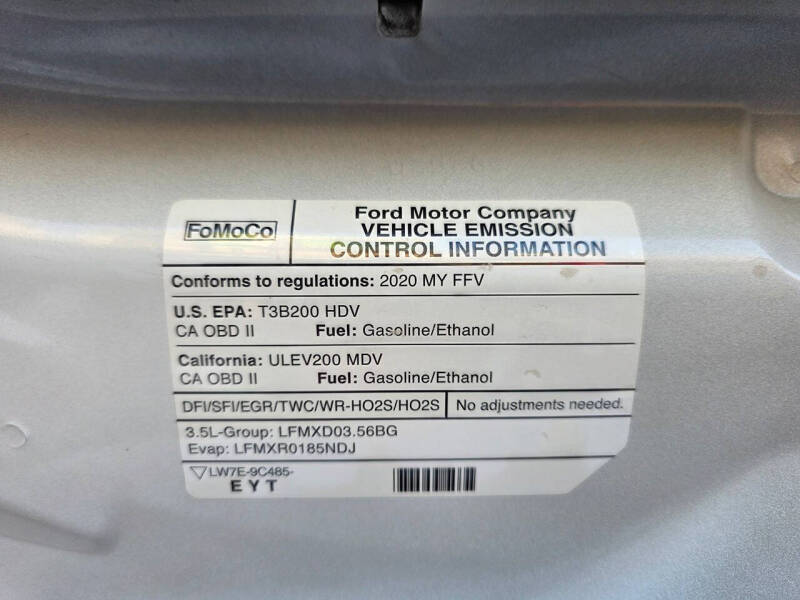 FoMoCo
Ford Motor Company
VEHICLE EMISSION
CONTROL INFORMATION
Conforms to regulations: 2020 MY FFV
U.S. EPA: T3B200 HDV
CA OBD II Fuel: Gasoline/Ethanol
California: ULEV200 MDV
CA OBD II Fuel: Gasoline/Ethanol
DFI/SFI/EGR/TWC/WR-HO2S/HO2S No adjustments needed.
3.5L-Group: LFMXD03.56BG
Evap: LFMXR0185NDJ
LW7E-9C485-
EYT